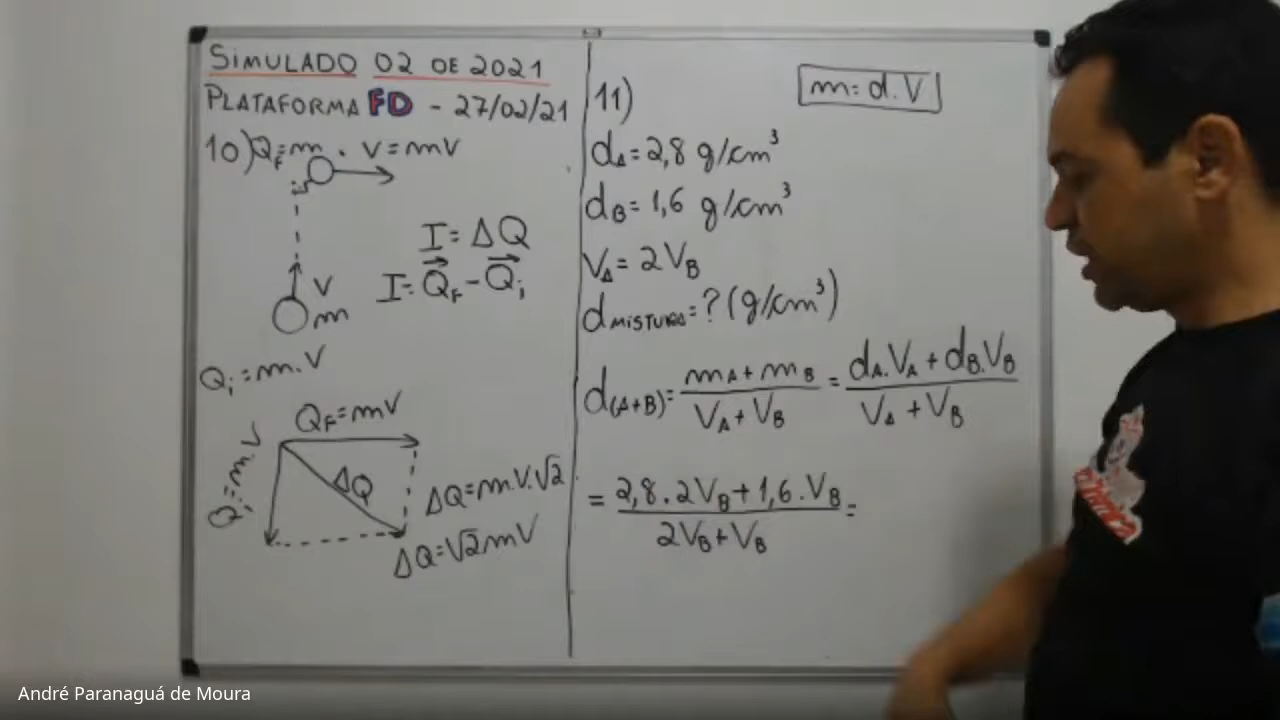 SIMULADO 02 DE 2021
PLATAFORMA FD - 27/02/21
10) Q_F = m . V = mV
V
m
I = ΔQ
I = Q⃗_F - Q⃗_i
Q_i = m.V
Q_F = mV
Q_i = m.V
ΔQ
ΔQ = m.V.√2
ΔQ = √2 mV
11)
m = d.V
d_A = 2,8 g/cm³
d_B = 1,6 g/cm³
V_A = 2V_B
d_MISTURA = ? (g/cm³)
d_(A+B) = (m_A + m_B)/(V_A + V_B) = (d_A.V_A + d_B.V_B)/(V_A + V_B)
= (2,8.2V_B + 1,6.V_B)/(2V_B + V_B) =
André Paranaguá de Moura